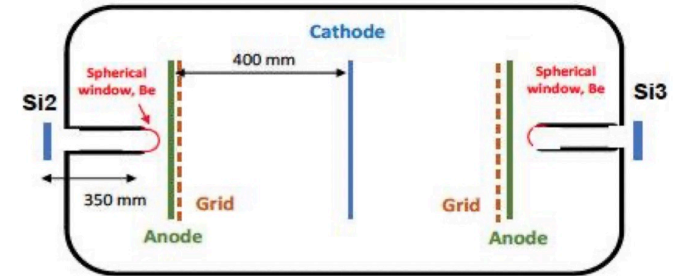 Cathode
400 mm
Spherical
window, Be
Spherical
window, Be
Si2
Si3
350 mm
Grid
Grid
Anode
Anode